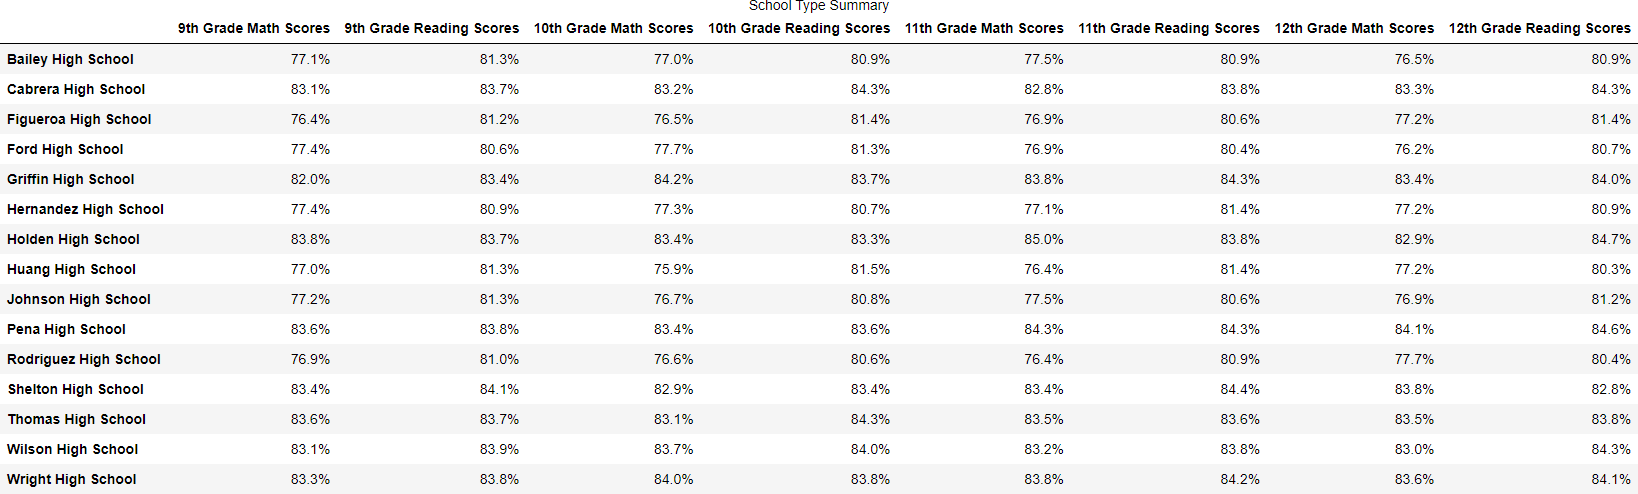 School Type Summary
9th Grade Math Scores 9th Grade Reading Scores 10th Grade Math Scores 10th Grade Reading Scores 11th Grade Math Scores 11th Grade Reading Scores 12th Grade Math Scores 12th Grade Reading Scores
Bailey High School 77.1% 81.3% 77.0% 80.9% 77.5% 80.9% 76.5% 80.9%
Cabrera High School 83.1% 83.7% 83.2% 84.3% 82.8% 83.8% 83.3% 84.3%
Figueroa High School 76.4% 81.2% 76.5% 81.4% 76.9% 80.6% 77.2% 81.4%
Ford High School 77.4% 80.6% 77.7% 81.3% 76.9% 80.4% 76.2% 80.7%
Griffin High School 82.0% 83.4% 84.2% 83.7% 83.8% 84.3% 83.4% 84.0%
Hernandez High School 77.4% 80.9% 77.3% 80.7% 77.1% 81.4% 77.2% 80.9%
Holden High School 83.8% 83.7% 83.4% 83.3% 85.0% 83.8% 82.9% 84.7%
Huang High School 77.0% 81.3% 75.9% 81.5% 76.4% 81.4% 77.2% 80.3%
Johnson High School 77.2% 81.3% 76.7% 80.8% 77.5% 80.6% 76.9% 81.2%
Pena High School 83.6% 83.8% 83.4% 83.6% 84.3% 84.3% 84.1% 84.6%
Rodriguez High School 76.9% 81.0% 76.6% 80.6% 76.4% 80.9% 77.7% 80.4%
Shelton High School 83.4% 84.1% 82.9% 83.4% 83.4% 84.4% 83.8% 82.8%
Thomas High School 83.6% 83.7% 83.1% 84.3% 83.5% 83.6% 83.5% 83.8%
Wilson High School 83.1% 83.9% 83.7% 84.0% 83.2% 83.8% 83.0% 84.3%
Wright High School 83.3% 83.8% 84.0% 83.8% 83.8% 84.2% 83.6% 84.1%